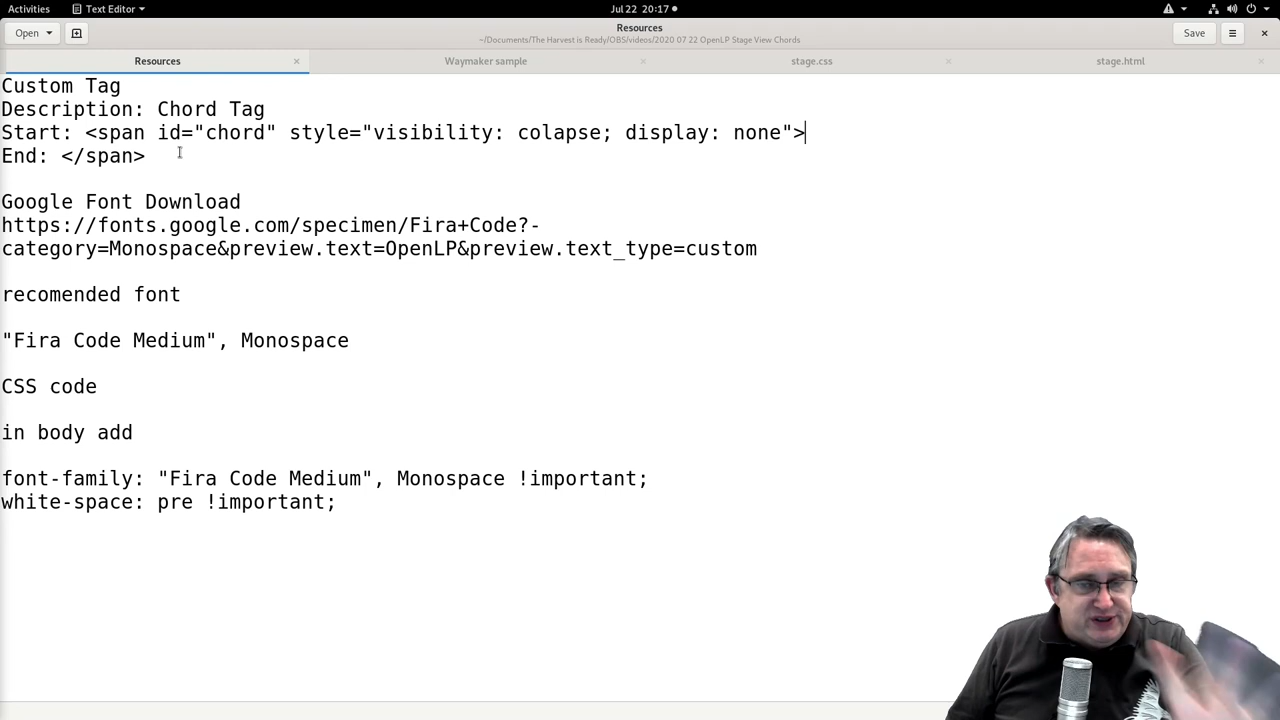 Activities
Text Editor
Jul 22 20:17
Open
Resources
~/Documents/The Harvest is Ready/OBS/videos/2020 07 22 OpenLP Stage View Chords
Save
Resources
Waymaker sample
stage.css
stage.html
Custom Tag
Description: Chord Tag
Start: <span id="chord" style="visibility: colapse; display: none">
End: </span>
Google Font Download
https://fonts.google.com/specimen/Fira+Code?-
category=Monospace&preview.text=OpenLP&preview.text_type=custom
recomended font
"Fira Code Medium", Monospace
CSS code
in body add
font-family: "Fira Code Medium", Monospace !important;
white-space: pre !important;